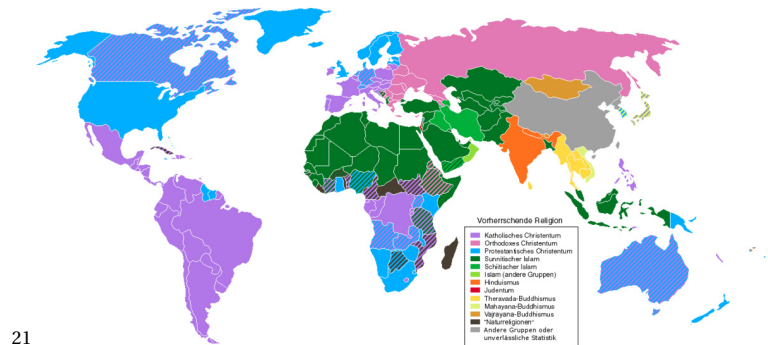 Vorherrschende Religion
Katholisches Christentum
Orthodoxes Christentum
Protestantisches Christentum
Sunnitischer Islam
Schiitischer Islam
Islam (andere Gruppen)
Hinduismus
Judentum
Theravada-Buddhismus
Mahayana-Buddhismus
Vajrayana-Buddhismus
"Naturreligionen"
Andere Gruppen oder
unverlässliche Statistik
21